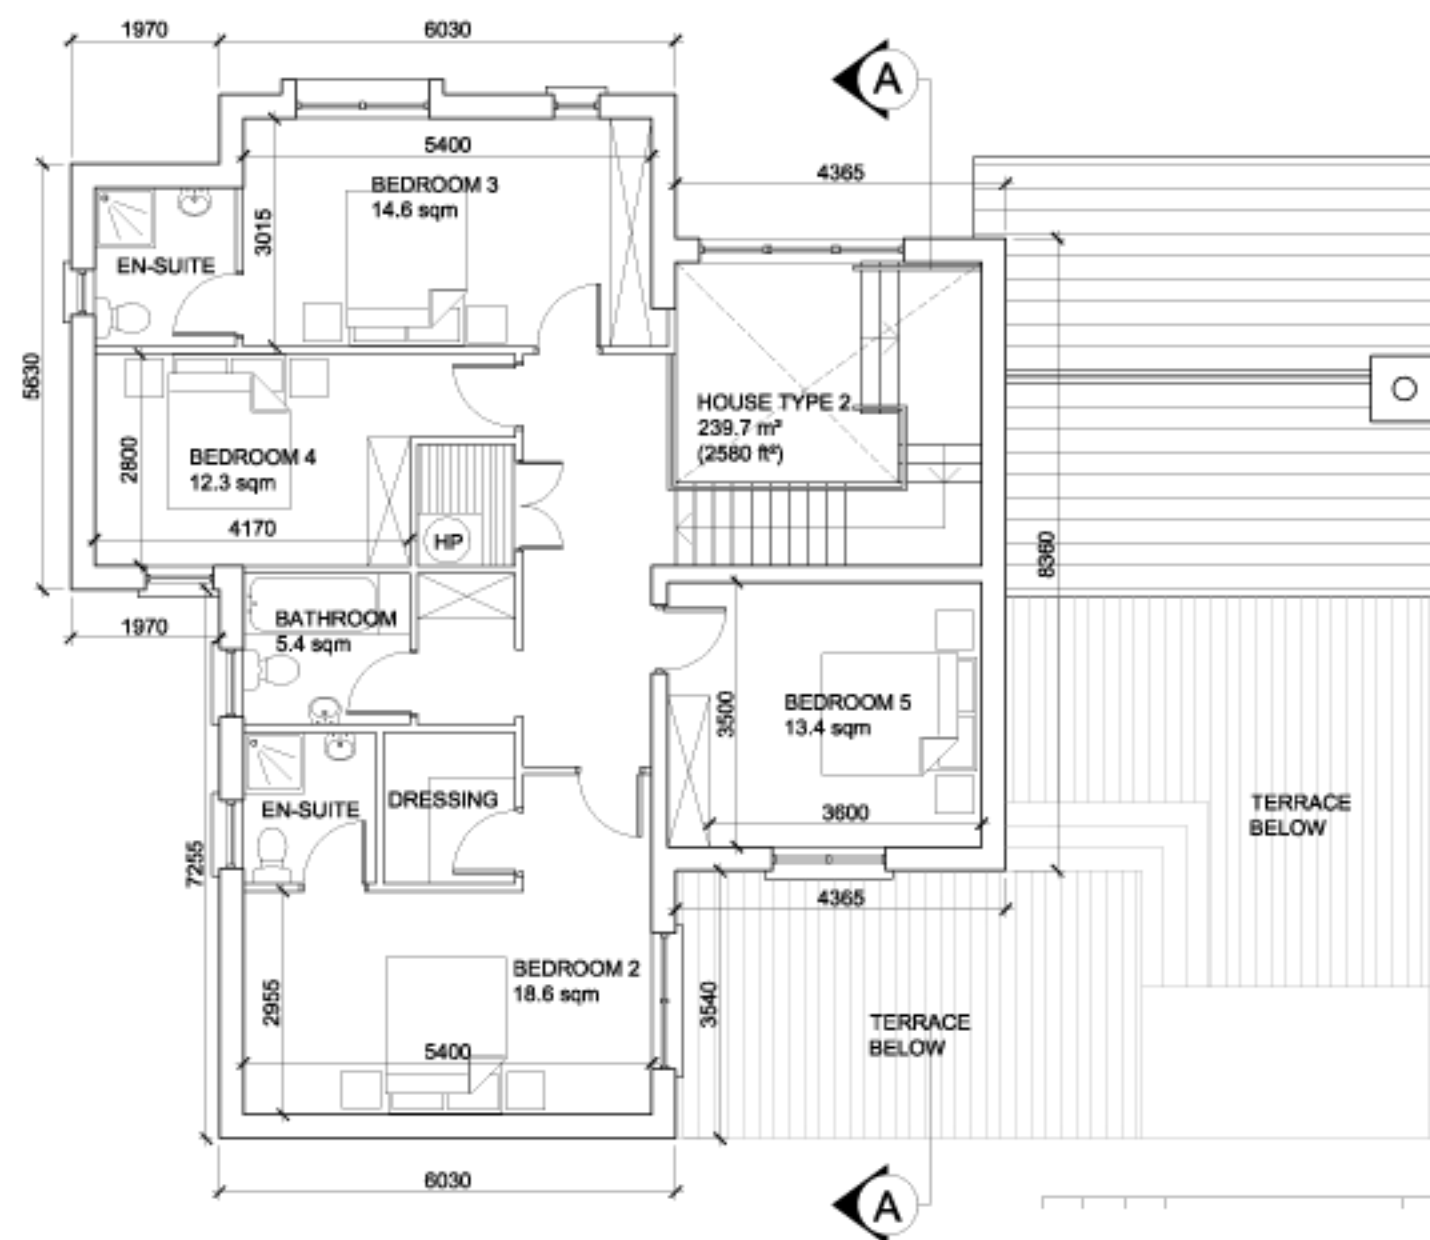 1970
6030
A
5400
4365
BEDROOM 3
14.6 sqm
3015
EN-SUITE
5630
HOUSE TYPE 2
239.7 m²
(2580 ft²)
BEDROOM 4
12.3 sqm
2800
4170
HP
8360
BATHROOM
5.4 sqm
1970
BEDROOM 5
13.4 sqm
3500
3600
EN-SUITE
DRESSING
TERRACE
BELOW
7255
4365
BEDROOM 2
18.6 sqm
2955
3540
TERRACE
BELOW
5400
6030
A